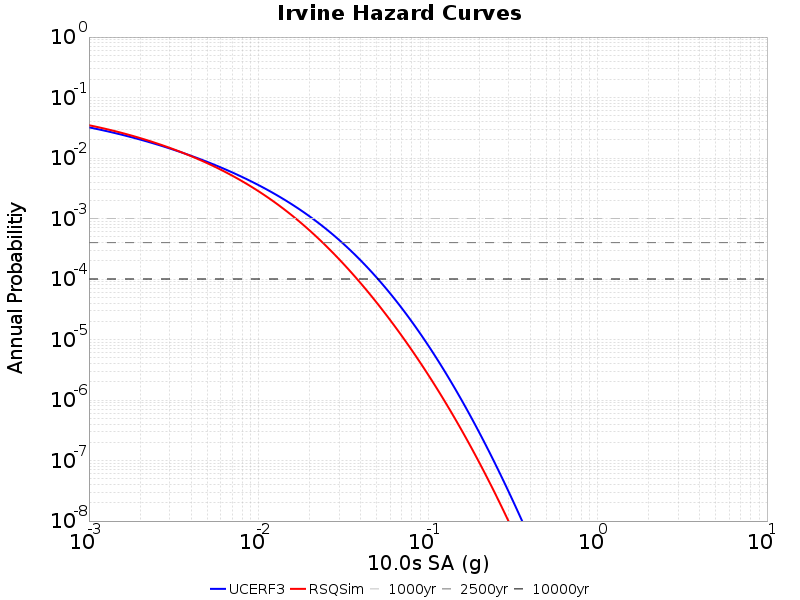 Irvine Hazard Curves
Annual Probabilitiy
10^0
10^-1
10^-2
10^-3
10^-4
10^-5
10^-6
10^-7
10^-8
10^-3 10^-2 10^-1 10^0 10^1
10.0s SA (g)
UCERF3 RSQSim 1000yr 2500yr 10000yr